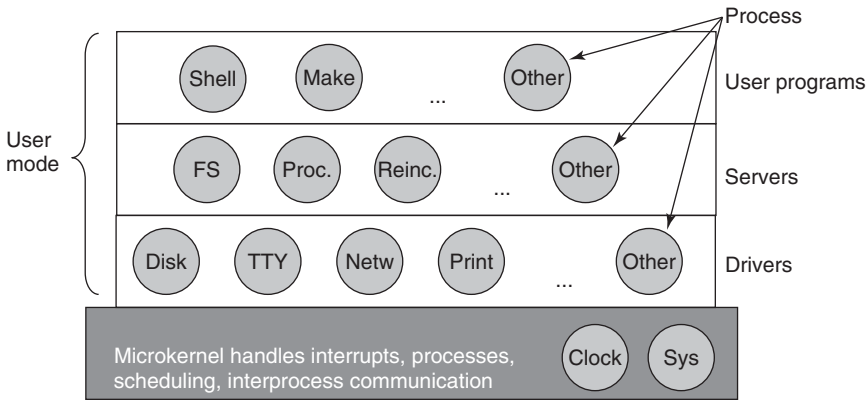 Process
Shell
Make
...
Other
User programs
User
mode
FS
Proc.
Reinc.
...
Other
Servers
Disk
TTY
Netw
Print
...
Other
Drivers
Microkernel handles interrupts, processes,
scheduling, interprocess communication
Clock
Sys